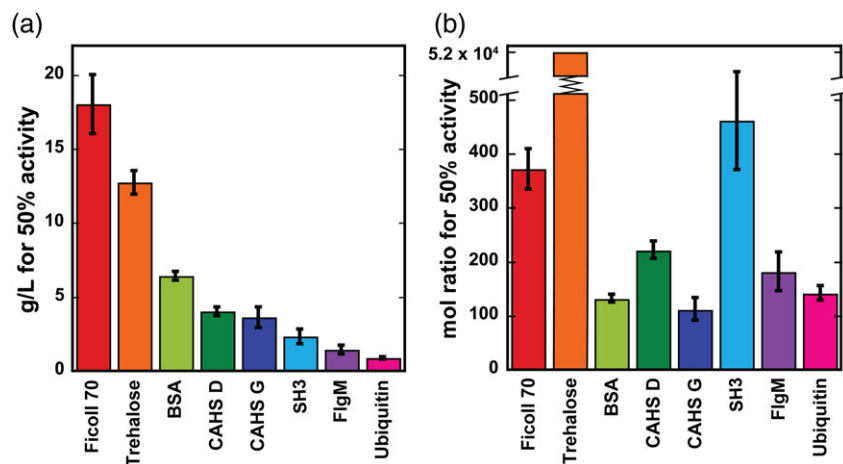 (a)
g/L for 50% activity
20
15
10
5
0
Ficoll 70
Trehalose
BSA
CAHS D
CAHS G
SH3
FlgM
Ubiquitin
(b)
mol ratio for 50% activity
5.2 x 10⁴
500
400
300
200
100
0
Ficoll 70
Trehalose
BSA
CAHS D
CAHS G
SH3
FlgM
Ubiquitin